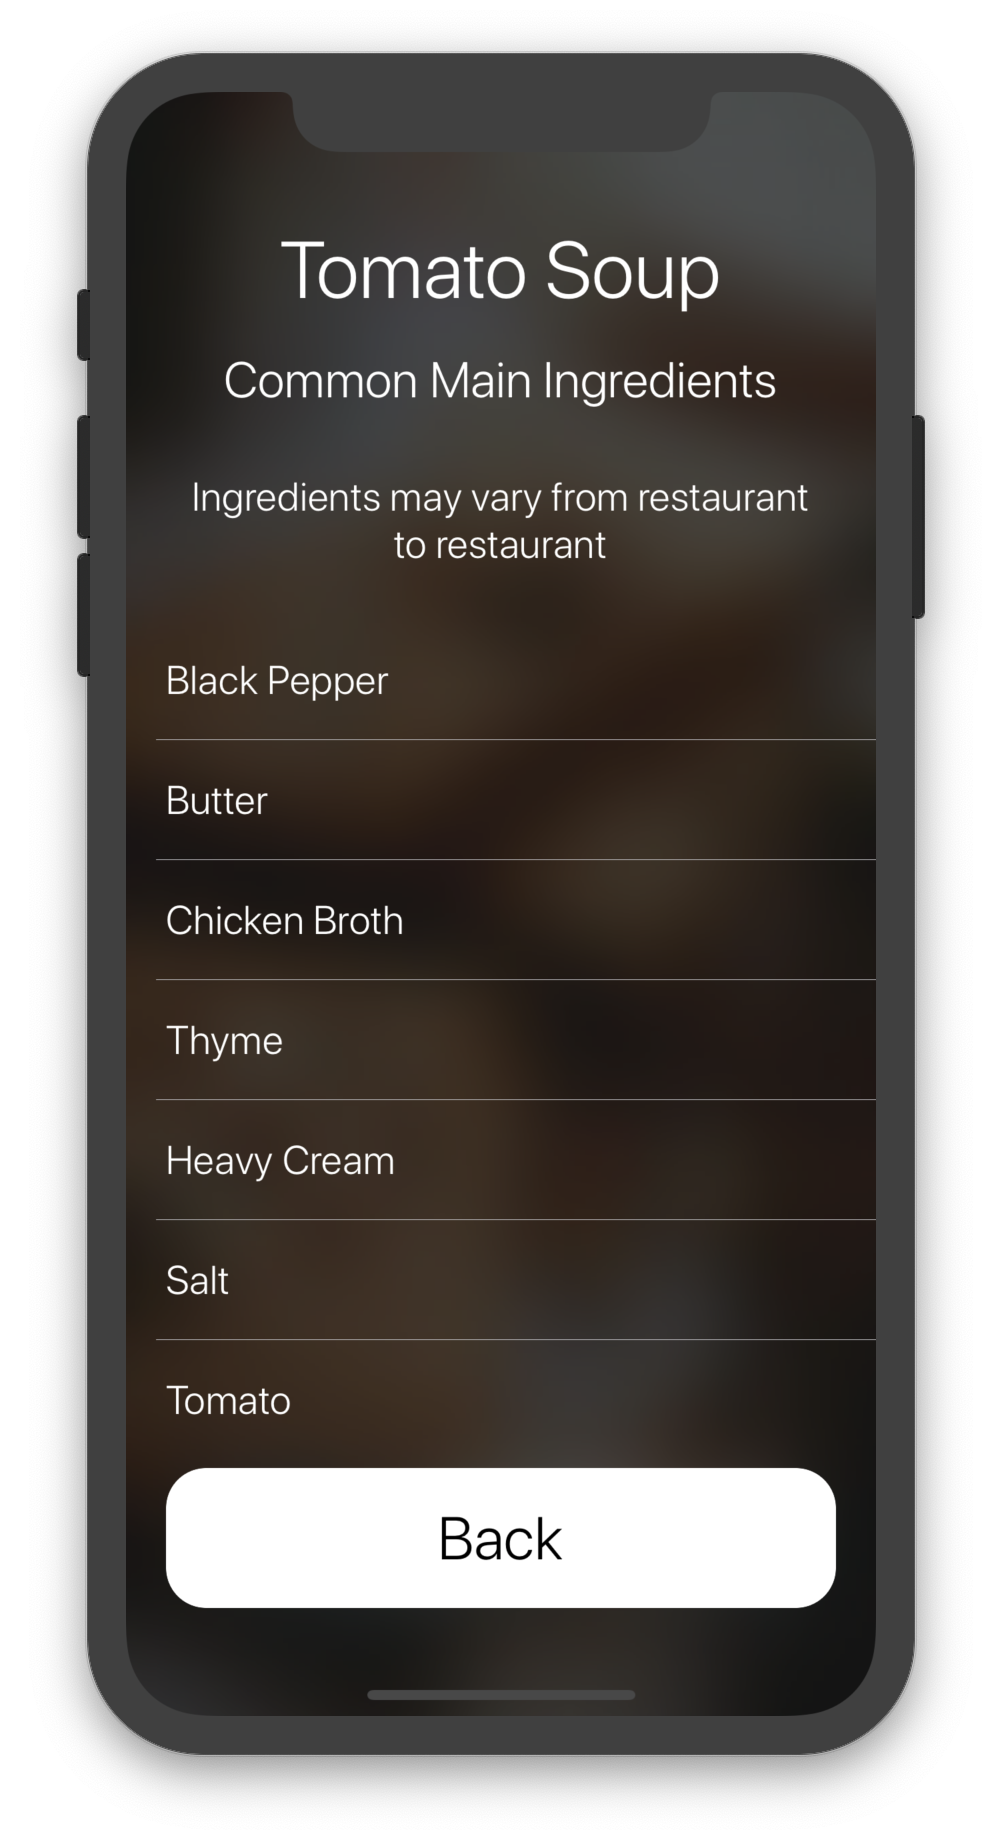 Tomato Soup
Common Main Ingredients
Ingredients may vary from restaurant
to restaurant
Black Pepper
Butter
Chicken Broth
Thyme
Heavy Cream
Salt
Tomato
Back